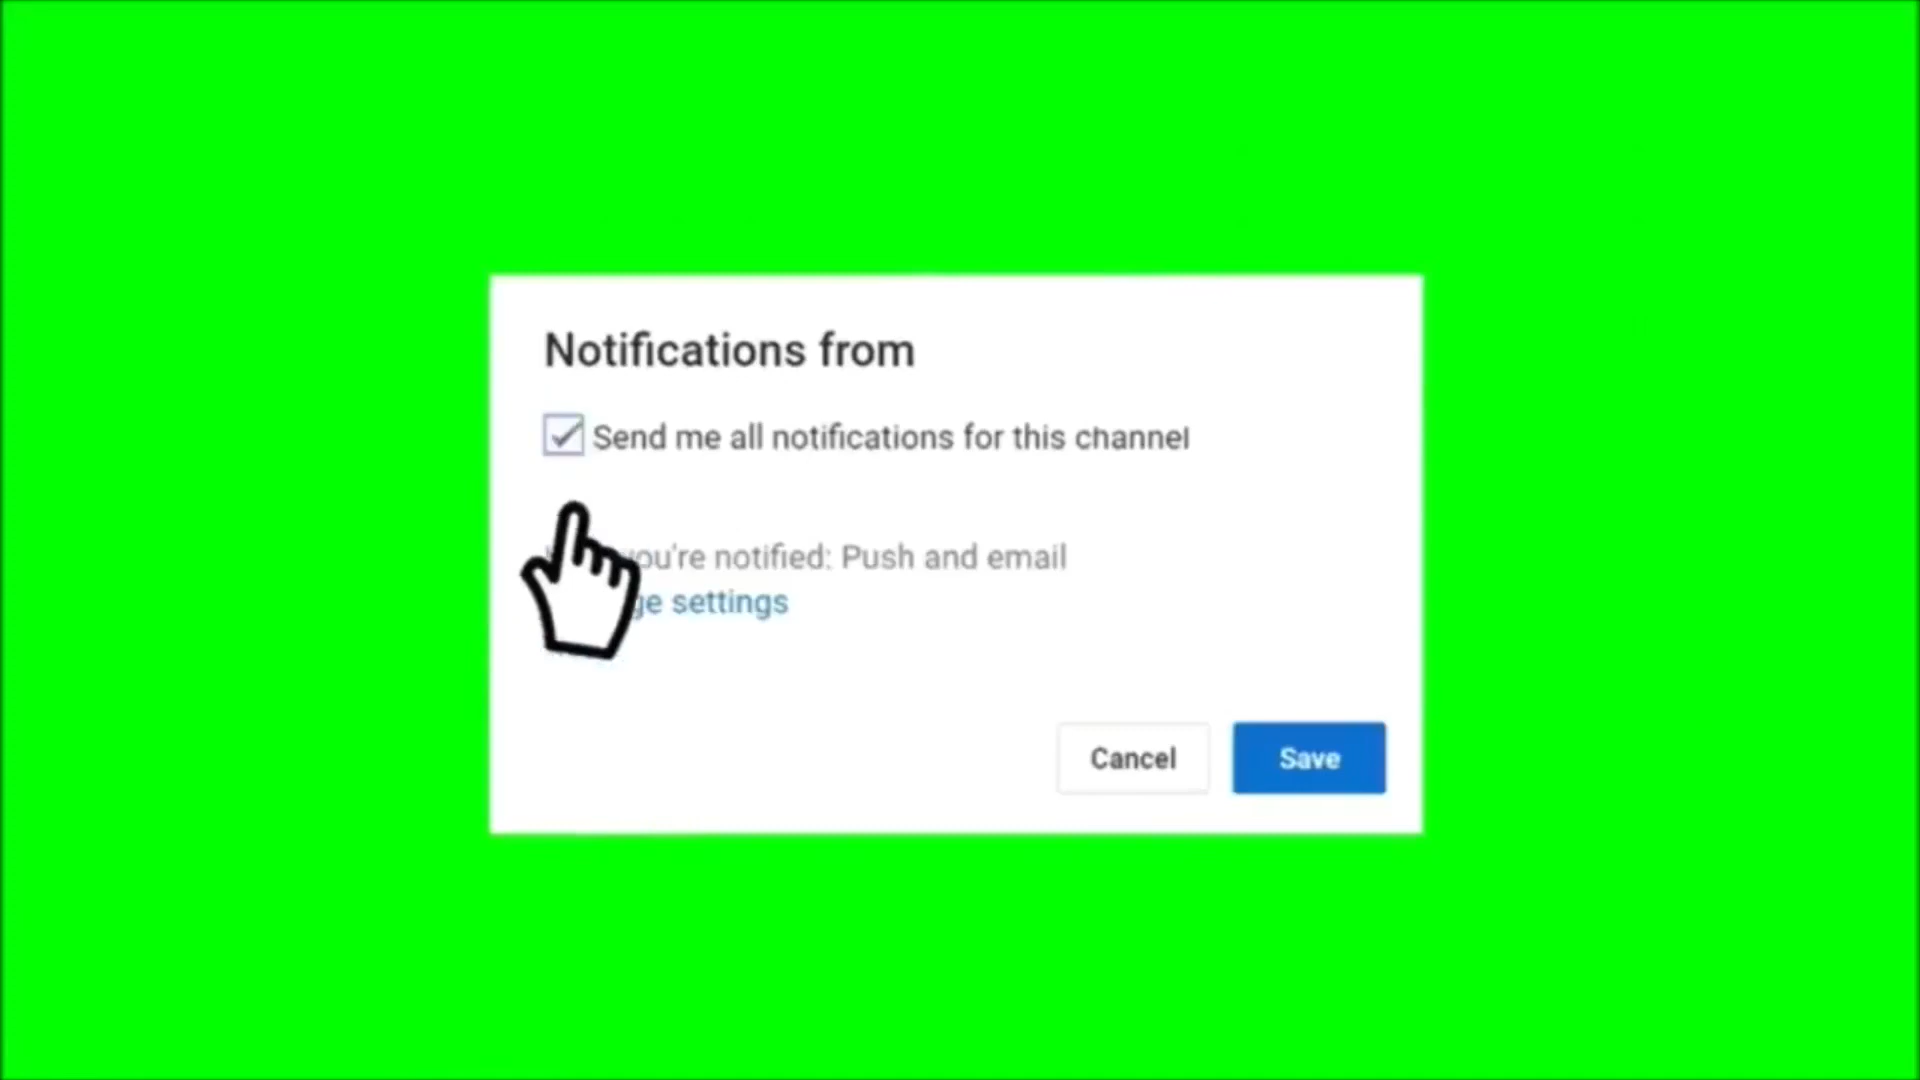 Notifications from
Send me all notifications for this channel
you're notified: Push and email
settings
Cancel
Save